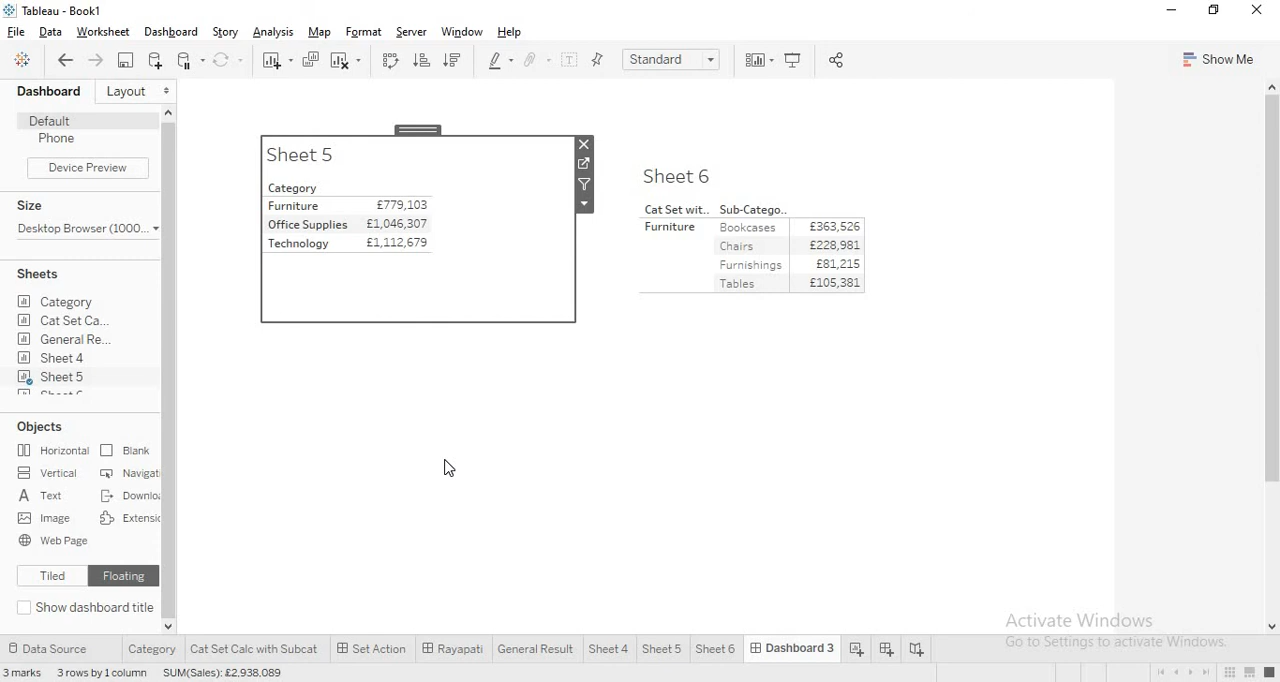 Tableau - Book1
File Data Worksheet Dashboard Story Analysis Map Format Server Window Help
Standard
Show Me
Dashboard Layout
Default
Phone
Device Preview
Size
Desktop Browser (1000...
Sheets
Category
Cat Set Ca...
General Re...
Sheet 4
Sheet 5
Objects
Horizontal Blank
Vertical Navigati
Text Downloa
Image Extensio
Web Page
Tiled Floating
Show dashboard title
Sheet 5
Category
Furniture £779,103
Office Supplies £1,046,307
Technology £1,112,679
Sheet 6
Cat Set wit.. Sub-Catego..
Furniture Bookcases £363,526
Chairs £228,981
Furnishings £81,215
Tables £105,381
Activate Windows
Go to Settings to activate Windows.
Data Source Category Cat Set Calc with Subcat Set Action Rayapati General Result Sheet 4 Sheet 5 Sheet 6 Dashboard 3
3 marks 3 rows by 1 column SUM(Sales): £2,938,089